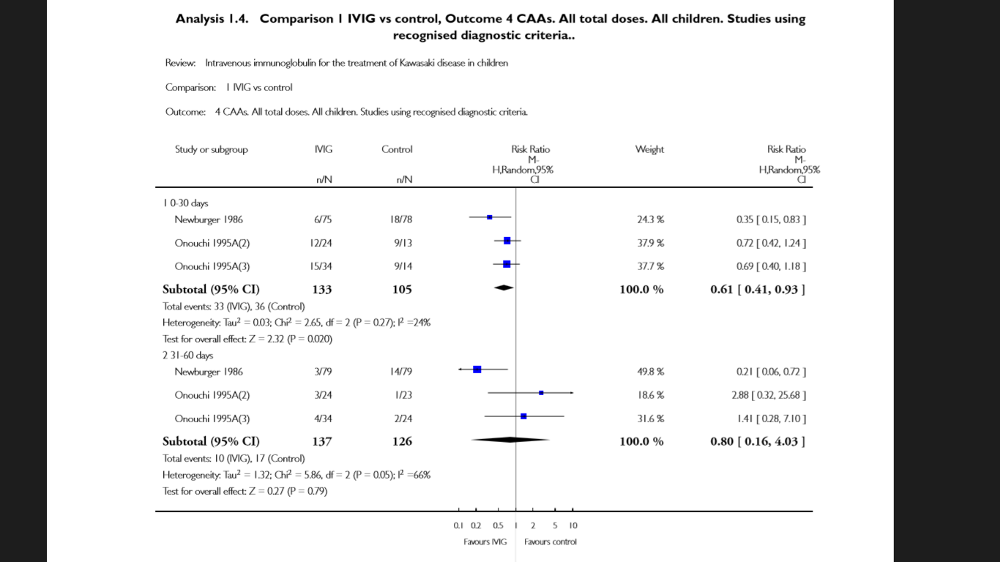 Analysis 1.4. Comparison 1 IVIG vs control, Outcome 4 CAAs. All total doses. All children. Studies using
recognised diagnostic criteria..
Review: Intravenous immunoglobulin for the treatment of Kawasaki disease in children
Comparison: 1 IVIG vs control
Outcome: 4 CAAs. All total doses. All children. Studies using recognised diagnostic criteria.
Study or subgroup IVIG Control Risk Ratio Weight Risk Ratio
M- M-
H,Random,95% H,Random,95%
n/N n/N CI CI
1 0-30 days
Newburger 1986 6/75 18/78 24.3 % 0.35 [ 0.15, 0.83 ]
Onouchi 1995A(2) 12/24 9/13 37.9 % 0.72 [ 0.42, 1.24 ]
Onouchi 1995A(3) 15/34 9/14 37.7 % 0.69 [ 0.40, 1.18 ]
Subtotal (95% CI) 133 105 100.0 % 0.61 [ 0.41, 0.93 ]
Total events: 33 (IVIG), 36 (Control)
Heterogeneity: Tau² = 0.03; Chi² = 2.65, df = 2 (P = 0.27); I² =24%
Test for overall effect: Z = 2.32 (P = 0.020)
2 31-60 days
Newburger 1986 3/79 14/79 49.8 % 0.21 [ 0.06, 0.72 ]
Onouchi 1995A(2) 3/24 1/23 18.6 % 2.88 [ 0.32, 25.68 ]
Onouchi 1995A(3) 4/34 2/24 31.6 % 1.41 [ 0.28, 7.10 ]
Subtotal (95% CI) 137 126 100.0 % 0.80 [ 0.16, 4.03 ]
Total events: 10 (IVIG), 17 (Control)
Heterogeneity: Tau² = 1.32; Chi² = 5.86, df = 2 (P = 0.05); I² =66%
Test for overall effect: Z = 0.27 (P = 0.79)
0.1 0.2 0.5 1 2 5 10
Favours IVIG Favours control